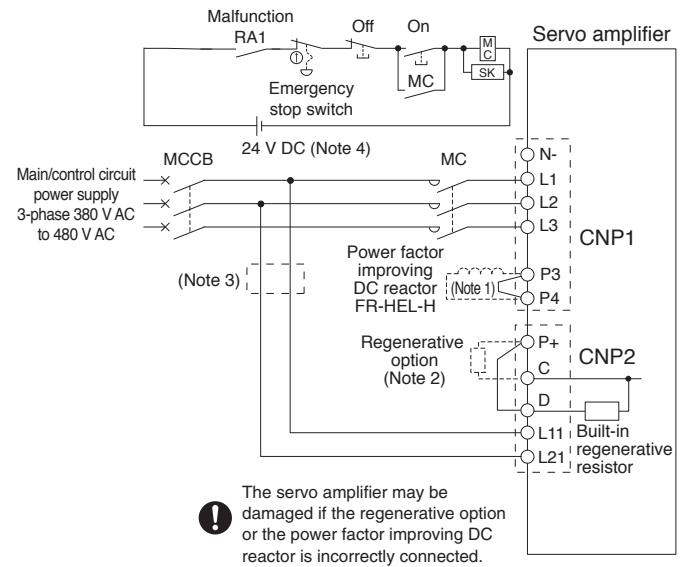 Malfunction
RA1
Off
On
Servo amplifier
M
C
SK
MC
Emergency
stop switch
24 V DC (Note 4)
MCCB
MC
N-
Main/control circuit
power supply
3-phase 380 V AC
to 480 V AC
L1
L2
L3
CNP1
Power factor
improving
DC reactor
FR-HEL-H
(Note 1)
P3
P4
(Note 3)
Regenerative
option
(Note 2)
P+
CNP2
C
D
Built-in
regenerative
resistor
L11
L21
The servo amplifier may be
damaged if the regenerative option
or the power factor improving DC
reactor is incorrectly connected.